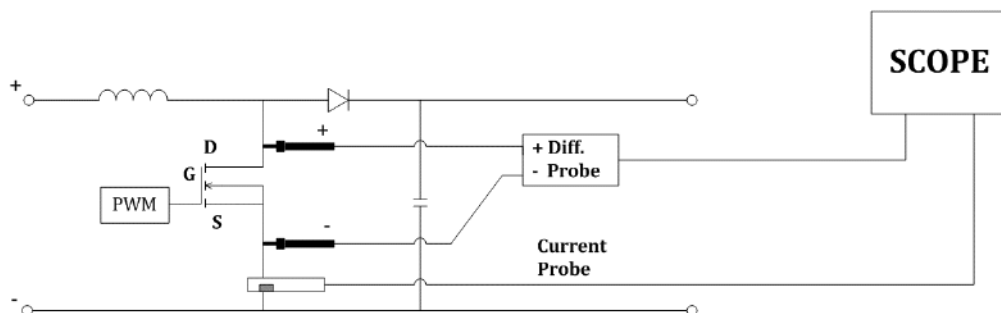 SCOPE
+
+
D
+ Diff.
- Probe
G
PWM
S
-
Current
Probe
-